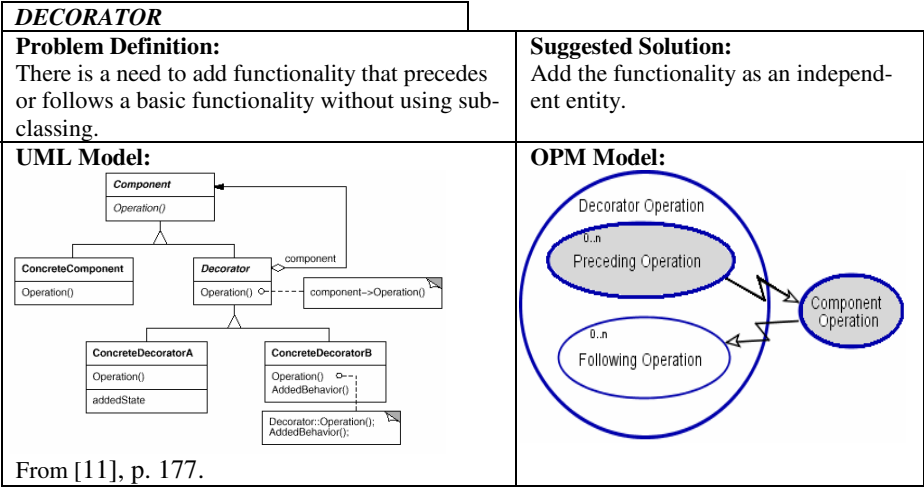 DECORATOR
Problem Definition:
There is a need to add functionality that precedes
or follows a basic functionality without using sub-
classing.
Suggested Solution:
Add the functionality as an independ-
ent entity.
UML Model:
Component
Operation()
component
ConcreteComponent
Operation()
Decorator
Operation()
component->Operation()
ConcreteDecoratorA
Operation()
addedState
ConcreteDecoratorB
Operation()
AddedBehavior()
Decorator::Operation();
AddedBehavior();
From [11], p. 177.
OPM Model:
Decorator Operation
0..n
Preceding Operation
Component
Operation
0..n
Following Operation